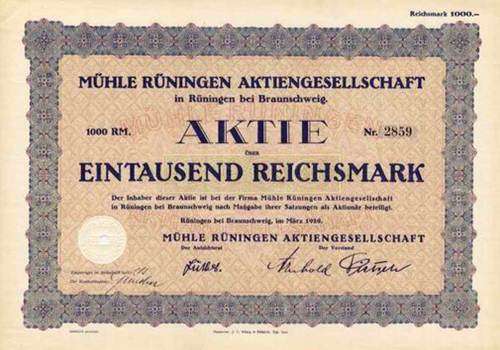 Reichsmark 1000.—
MÜHLE RÜNINGEN AKTIENGESELLSCHAFT
in Rüningen bei Braunschweig.
1000 RM. AKTIE Nr. 2859
ÜBER
EINTAUSEND REICHSMARK
Der Inhaber dieser Aktie ist bei der Firma Mühle Rüningen Aktiengesellschaft
in Rüningen bei Braunschweig nach Maßgabe ihrer Satzungen als Aktionär beteiligt.
Rüningen bei Braunschweig, im März
MÜHLE RÜNINGEN AKTIENGESELLSCHAFT
Der Aufsichtsrat Der Vorstand